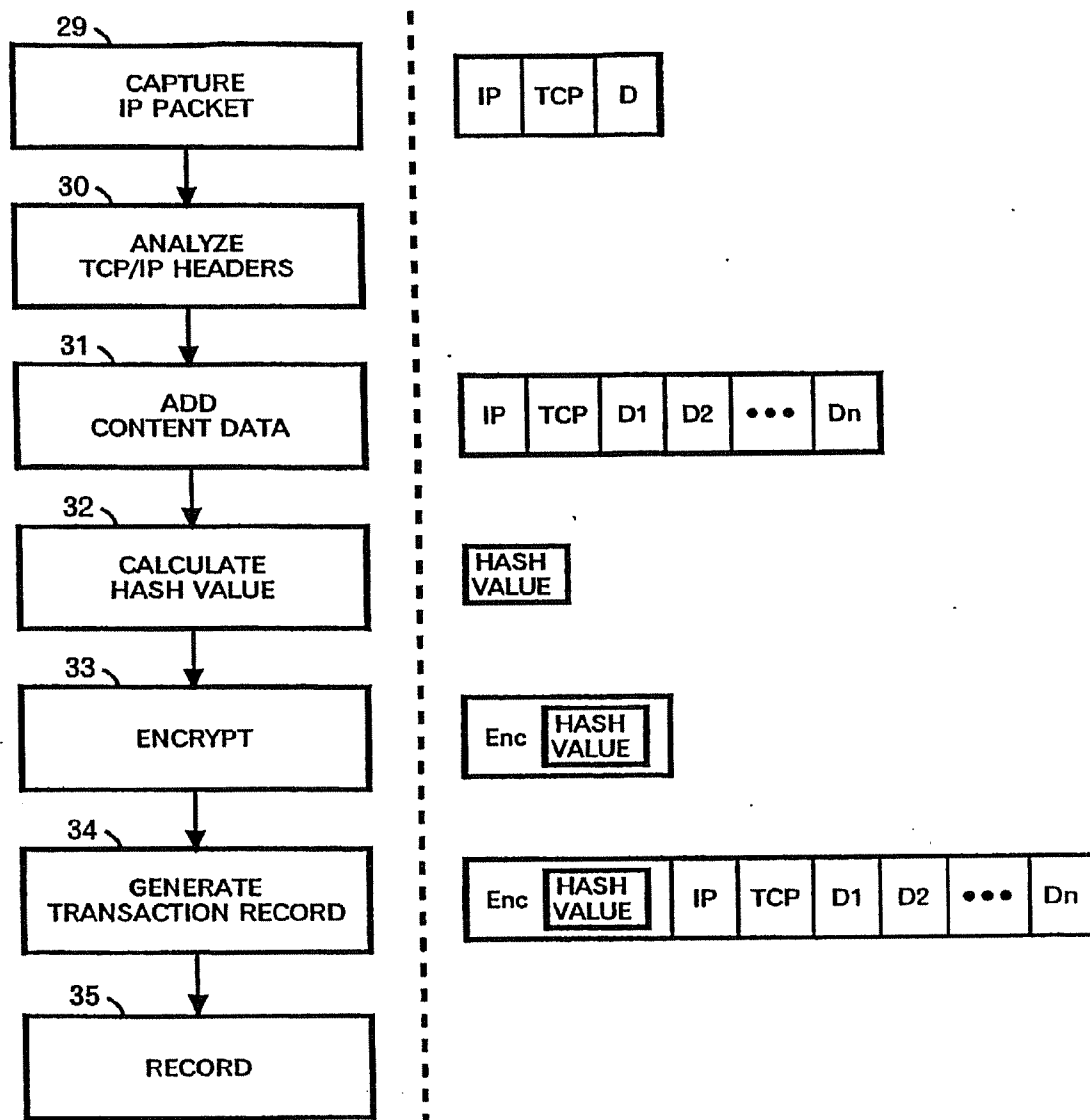 29
CAPTURE
IP PACKET
IP TCP D
30
ANALYZE
TCP/IP HEADERS
31
ADD
CONTENT DATA
IP TCP D1 D2 ••• Dn
32
CALCULATE
HASH VALUE
HASH
VALUE
33
ENCRYPT
Enc HASH
VALUE
34
GENERATE
TRANSACTION RECORD
Enc HASH
VALUE IP TCP D1 D2 ••• Dn
35
RECORD